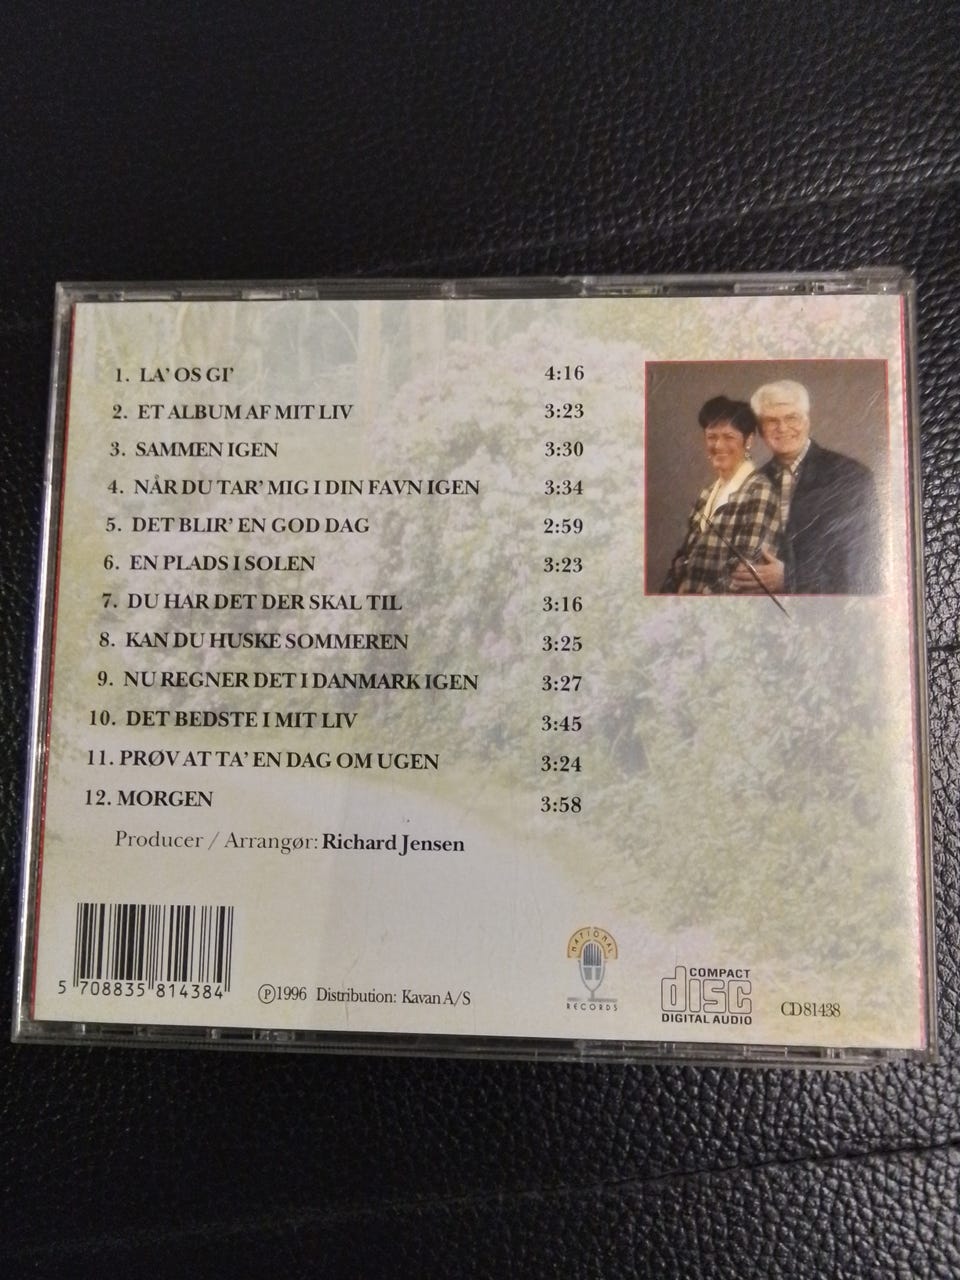 1. LA' OS GI' 4:16
2. ET ALBUM AF MIT LIV 3:23
3. SAMMEN IGEN 3:30
4. NÅR DU TAR' MIG I DIN FAVN IGEN 3:34
5. DET BLIR' EN GOD DAG 2:59
6. EN PLADS I SOLEN 3:23
7. DU HAR DET DER SKAL TIL 3:16
8. KAN DU HUSKE SOMMEREN 3:25
9. NU REGNER DET I DANMARK IGEN 3:27
10. DET BEDSTE I MIT LIV 3:45
11. PRØV AT TA' EN DAG OM UGEN 3:24
12. MORGEN 3:58
Producer / Arrangør: Richard Jensen
5 708835 814384
℗1996 Distribution: Kavan A/S
NATIONAL
RECORDS
COMPACT
disc
DIGITAL AUDIO
CD81438